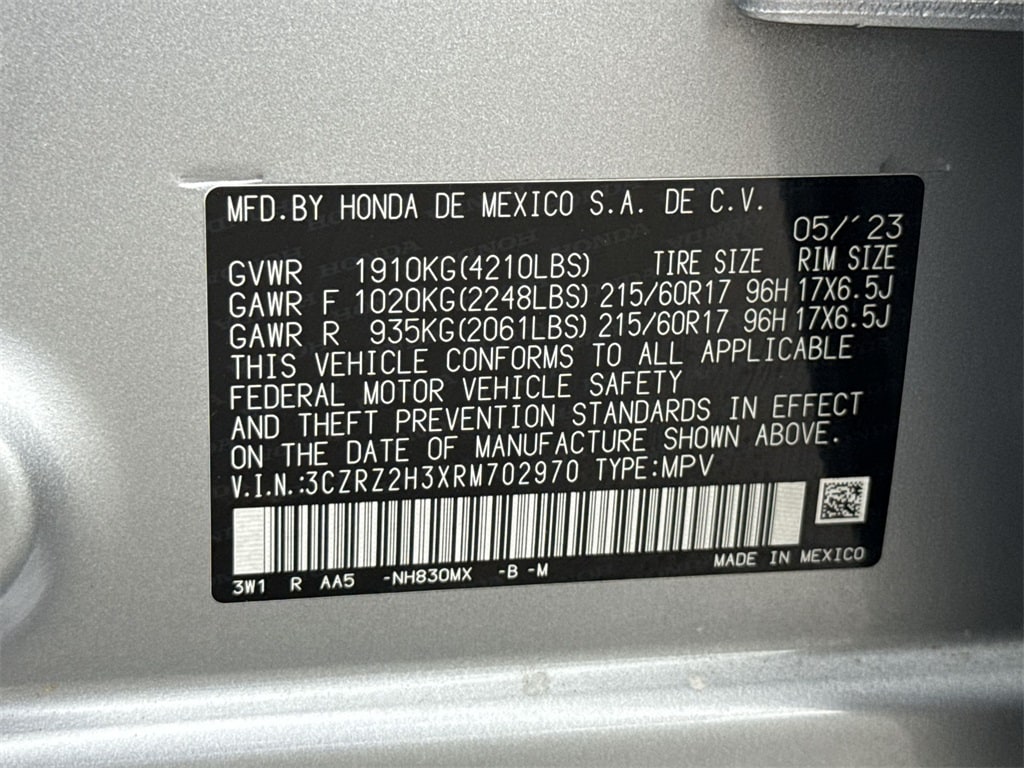 MFD.BY HONDA DE MEXICO S.A. DE C.V.
05/´23
GVWR 1910KG(4210LBS) TIRE SIZE RIM SIZE
GAWR F 1020KG(2248LBS) 215/60R17 96H 17X6.5J
GAWR R 935KG(2061LBS) 215/60R17 96H 17X6.5J
THIS VEHICLE CONFORMS TO ALL APPLICABLE
FEDERAL MOTOR VEHICLE SAFETY
AND THEFT PREVENTION STANDARDS IN EFFECT
ON THE DATE OF MANUFACTURE SHOWN ABOVE.
V.I.N.:3CZRZ2H3XRM702970 TYPE:MPV
3W1 R AA5 -NH830MX -B -M MADE IN MEXICO